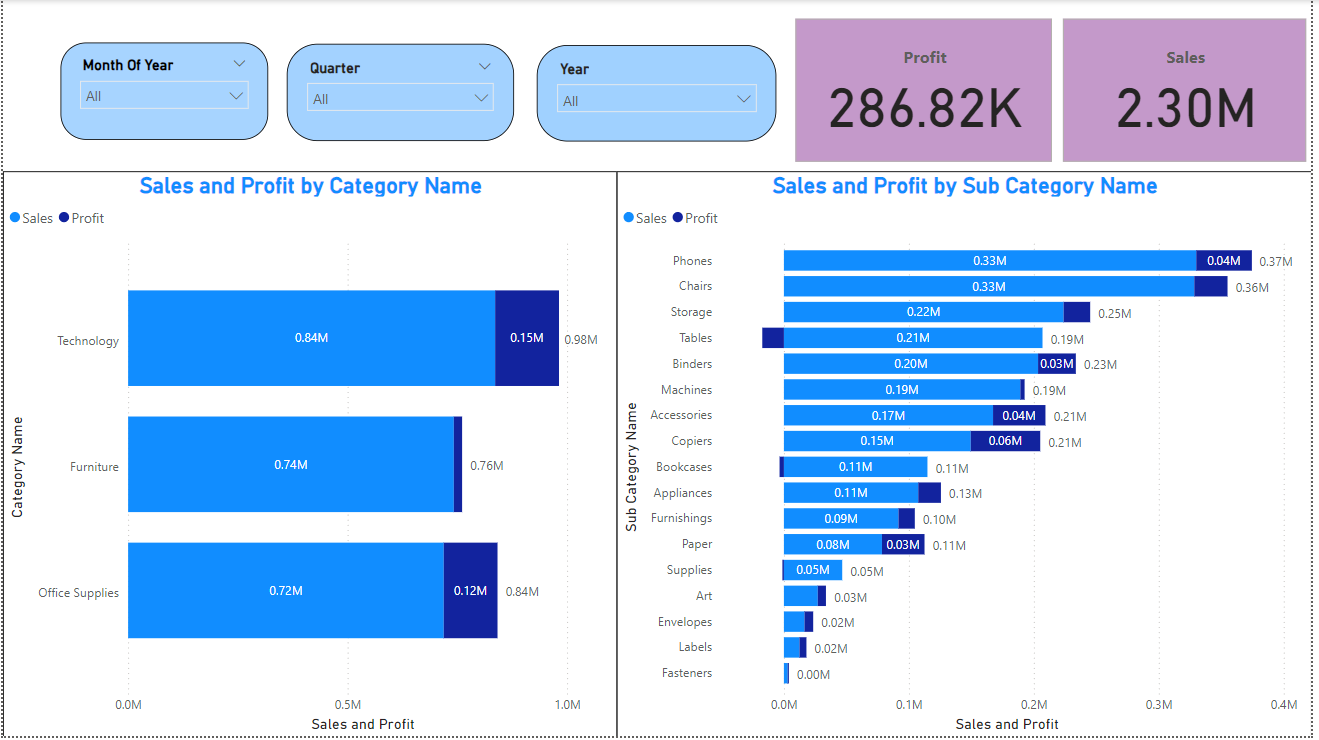 Month Of Year
All
Quarter
All
Year
All
Profit
286.82K
Sales
2.30M
Sales and Profit by Category Name
Sales Profit
Category Name
Technology 0.84M 0.15M 0.98M
Furniture 0.74M 0.76M
Office Supplies 0.72M 0.12M 0.84M
0.0M 0.5M 1.0M
Sales and Profit
Sales and Profit by Sub Category Name
Sales Profit
Sub Category Name
Phones 0.33M 0.04M 0.37M
Chairs 0.33M 0.36M
Storage 0.22M 0.25M
Tables 0.21M 0.19M
Binders 0.20M 0.03M 0.23M
Machines 0.19M 0.19M
Accessories 0.17M 0.04M 0.21M
Copiers 0.15M 0.06M 0.21M
Bookcases 0.11M 0.11M
Appliances 0.11M 0.13M
Furnishings 0.09M 0.10M
Paper 0.08M 0.03M 0.11M
Supplies 0.05M 0.05M
Art 0.03M
Envelopes 0.02M
Labels 0.02M
Fasteners 0.00M
0.0M 0.1M 0.2M 0.3M 0.4M
Sales and Profit